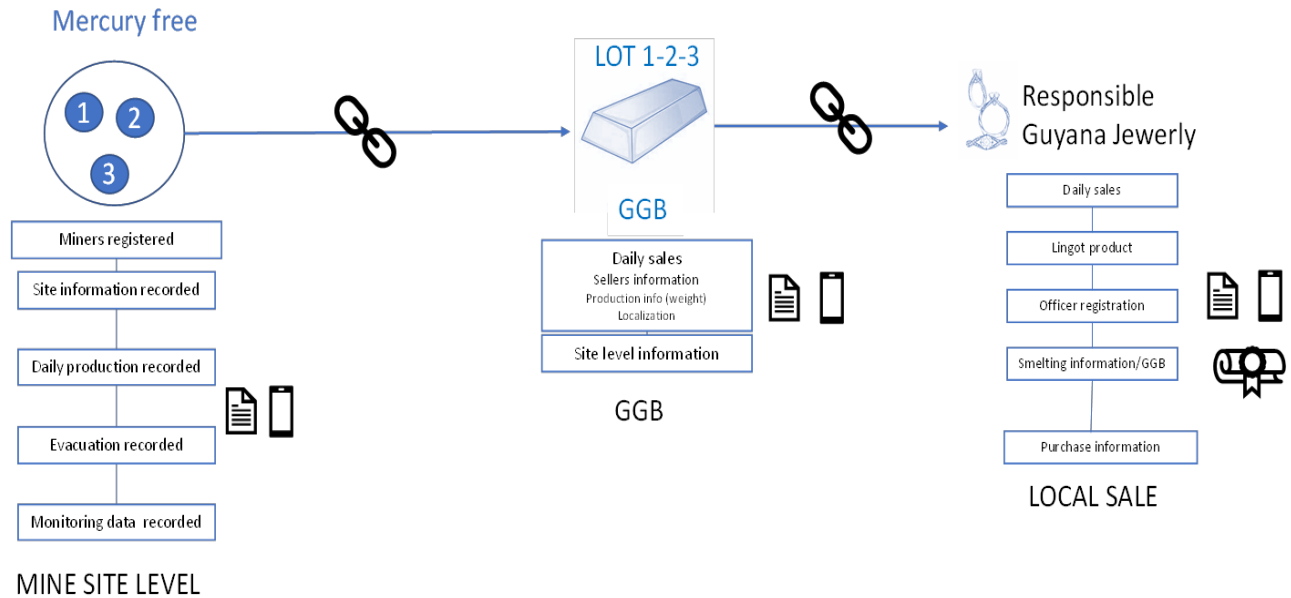 Mercury free
1
2
3
Miners registered
Site information recorded
Daily production recorded
Evacuation recorded
Monitoring data recorded
MINE SITE LEVEL
LOT 1-2-3
GGB
Daily sales
Sellers information
Production info (weight)
Localization
Site level information
GGB
Responsible
Guyana Jewerly
Daily sales
Lingot product
Officer registration
Smelting information/GGB
Purchase information
LOCAL SALE